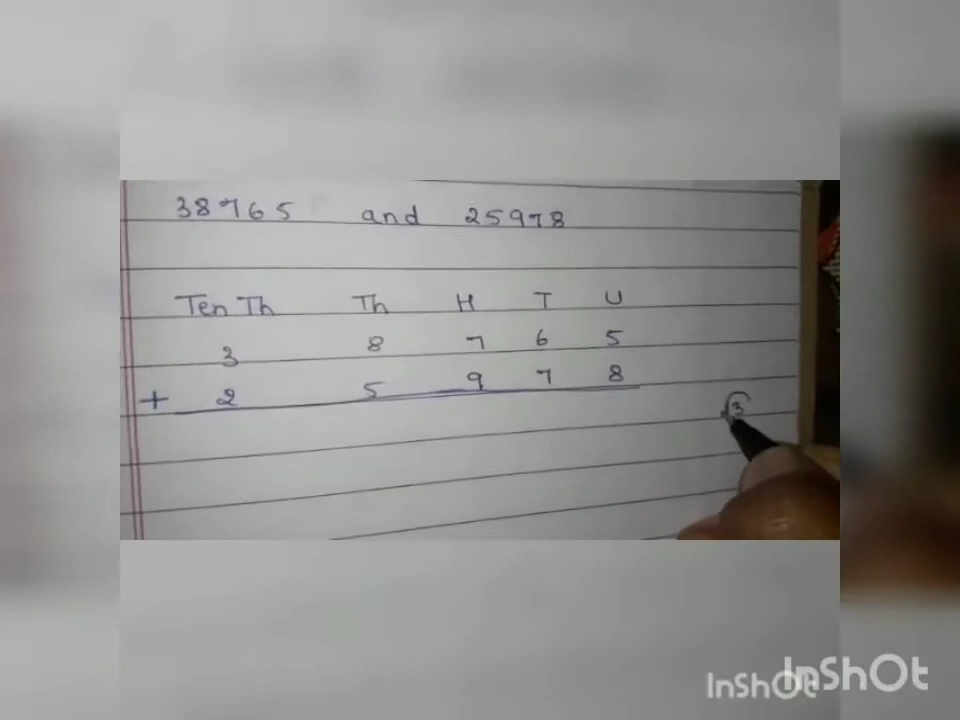 38765 and 25978
Ten Th Th H T U
3 8 7 6 5
+ 2 5 9 7 8
3
InShOt
InShOt